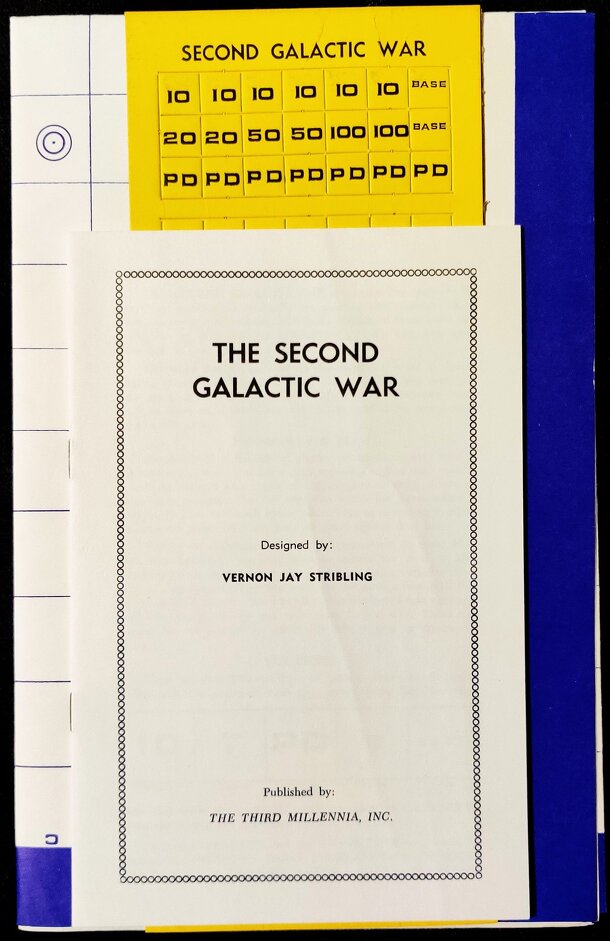 SECOND GALACTIC WAR
10 10 10 10 10 10 BASE
20 20 50 50 100 100 BASE
PD PD PD PD PD PD PD
THE SECOND
GALACTIC WAR
Designed by:
VERNON JAY STRIBLING
Published by:
THE THIRD MILLENNIA, INC.